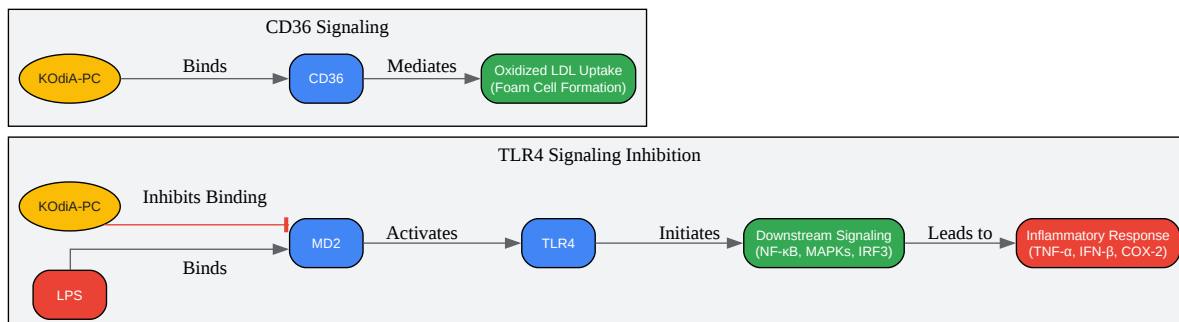 CD36 Signaling
KOdiA-PC
Binds
CD36
Mediates
Oxidized LDL Uptake
(Foam Cell Formation)
TLR4 Signaling Inhibition
KOdiA-PC
Inhibits Binding
LPS
Binds
MD2
Activates
TLR4
Initiates
Downstream Signaling
(NF-κB, MAPKs, IRF3)
Leads to
Inflammatory Response
(TNF-α, IFN-β, COX-2)